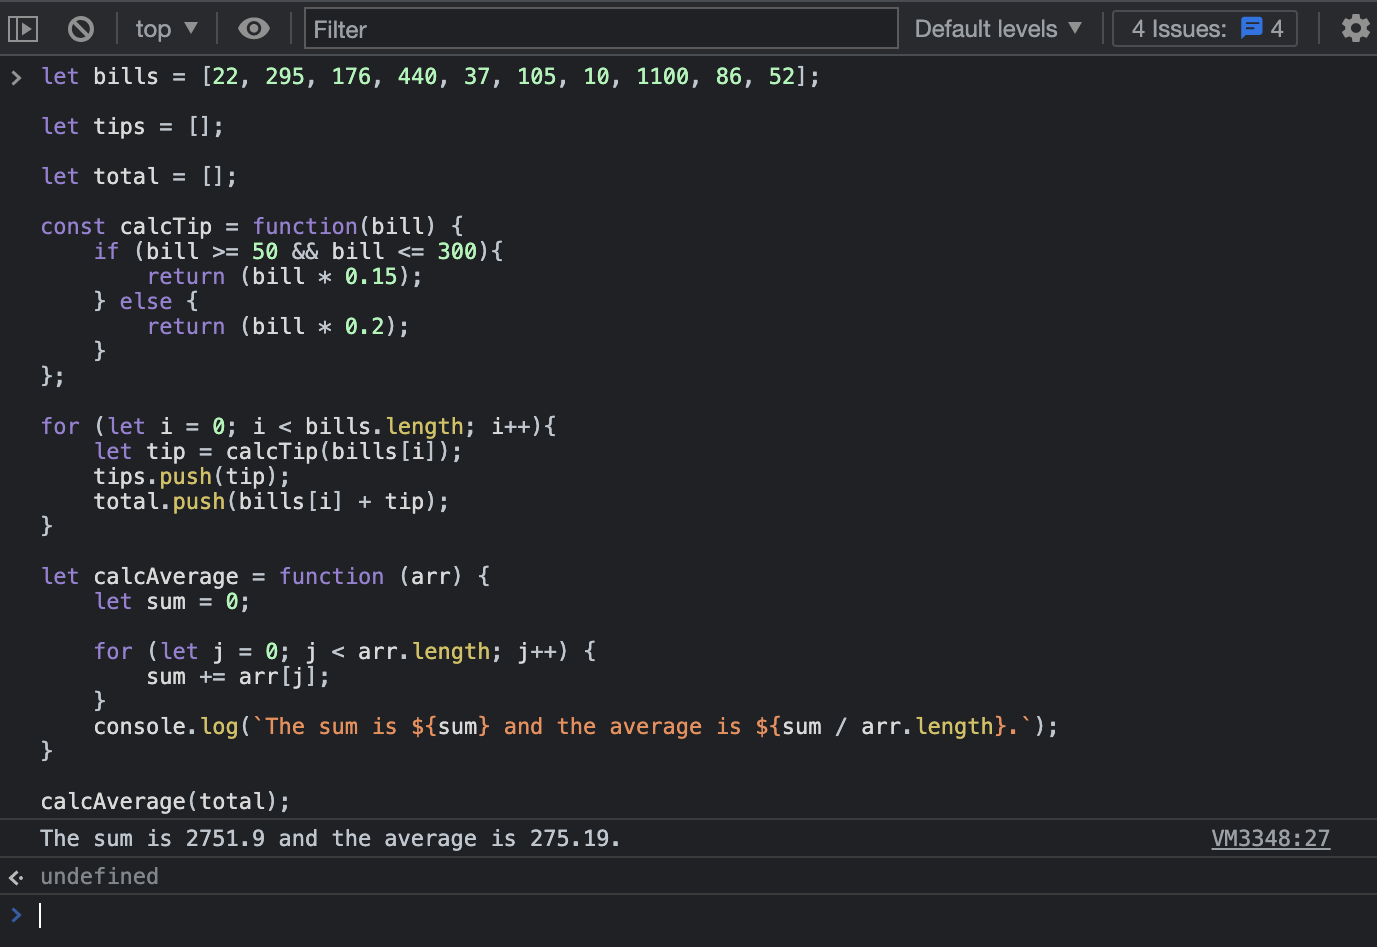 top ▼ Filter Default levels ▼ 4 Issues: 4
> let bills = [22, 295, 176, 440, 37, 105, 10, 1100, 86, 52];
let tips = [];
let total = [];
const calcTip = function(bill) {
    if (bill >= 50 && bill <= 300){
        return (bill * 0.15);
    } else {
        return (bill * 0.2);
    }
};
for (let i = 0; i < bills.length; i++){
    let tip = calcTip(bills[i]);
    tips.push(tip);
    total.push(bills[i] + tip);
}
let calcAverage = function (arr) {
    let sum = 0;
    for (let j = 0; j < arr.length; j++) {
        sum += arr[j];
    }
    console.log(`The sum is ${sum} and the average is ${sum / arr.length}.`);
}
calcAverage(total);
The sum is 2751.9 and the average is 275.19. VM3348:27
undefined
>